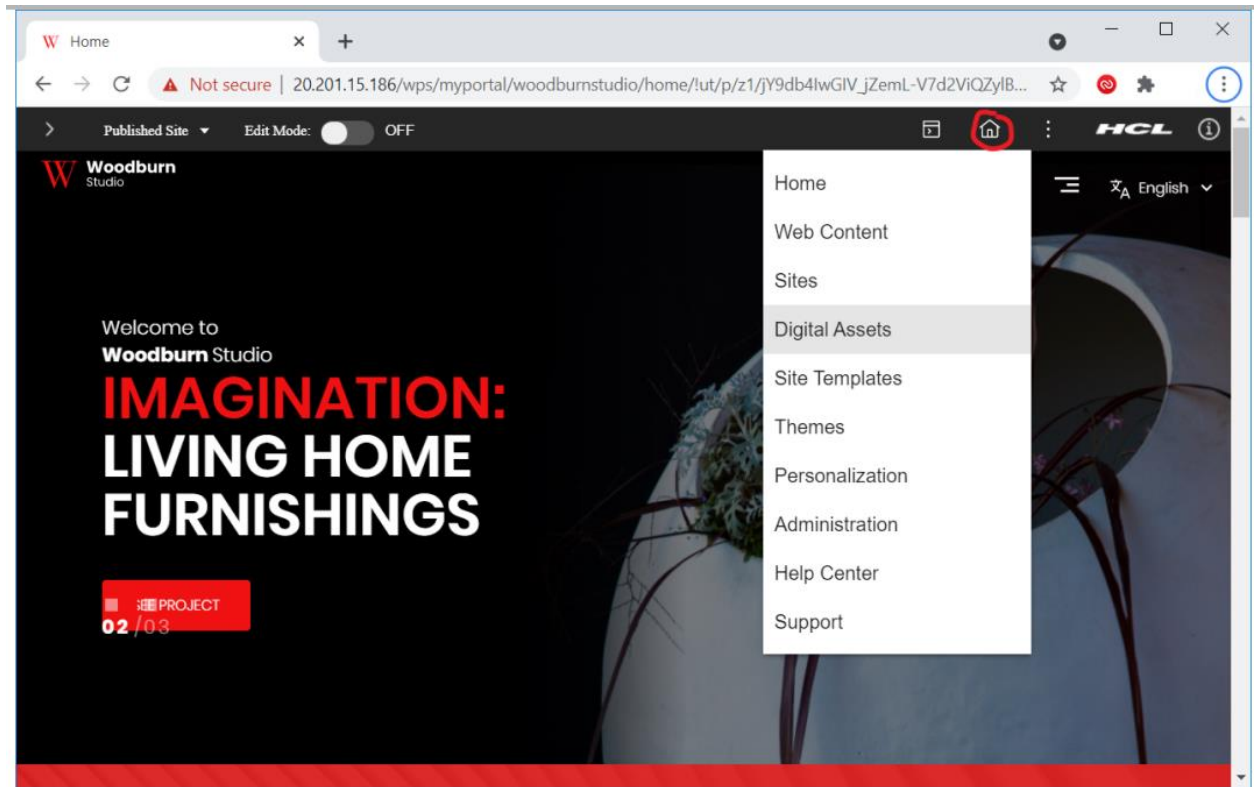 W Home
Not secure | 20.201.15.186/wps/myportal/woodburnstudio/home/!ut/p/z1/jY9db4IwGIV_jZemL-V7d2ViQZylB...
Published Site Edit Mode: OFF HCL
W Woodburn
Studio
English
Home
Web Content
Sites
Digital Assets
Site Templates
Themes
Personalization
Administration
Help Center
Support
Welcome to
Woodburn Studio
IMAGINATION:
LIVING HOME
FURNISHINGS
SEE PROJECT
02/03